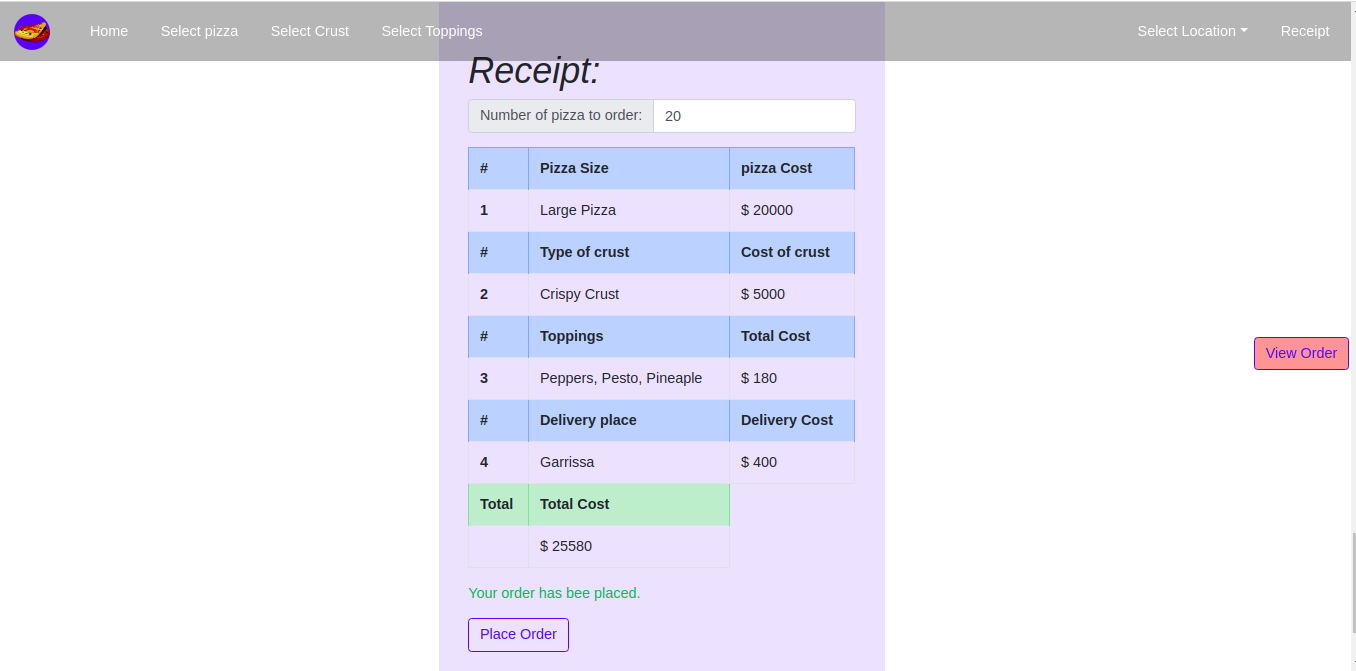 Home Select pizza Select Crust Select Toppings Select Location Receipt
Receipt:
Number of pizza to order: 20
# Pizza Size pizza Cost
1 Large Pizza $ 20000
# Type of crust Cost of crust
2 Crispy Crust $ 5000
# Toppings Total Cost
View Order
3 Peppers, Pesto, Pineaple $ 180
# Delivery place Delivery Cost
4 Garrissa $ 400
Total Total Cost
$ 25580
Your order has bee placed.
Place Order